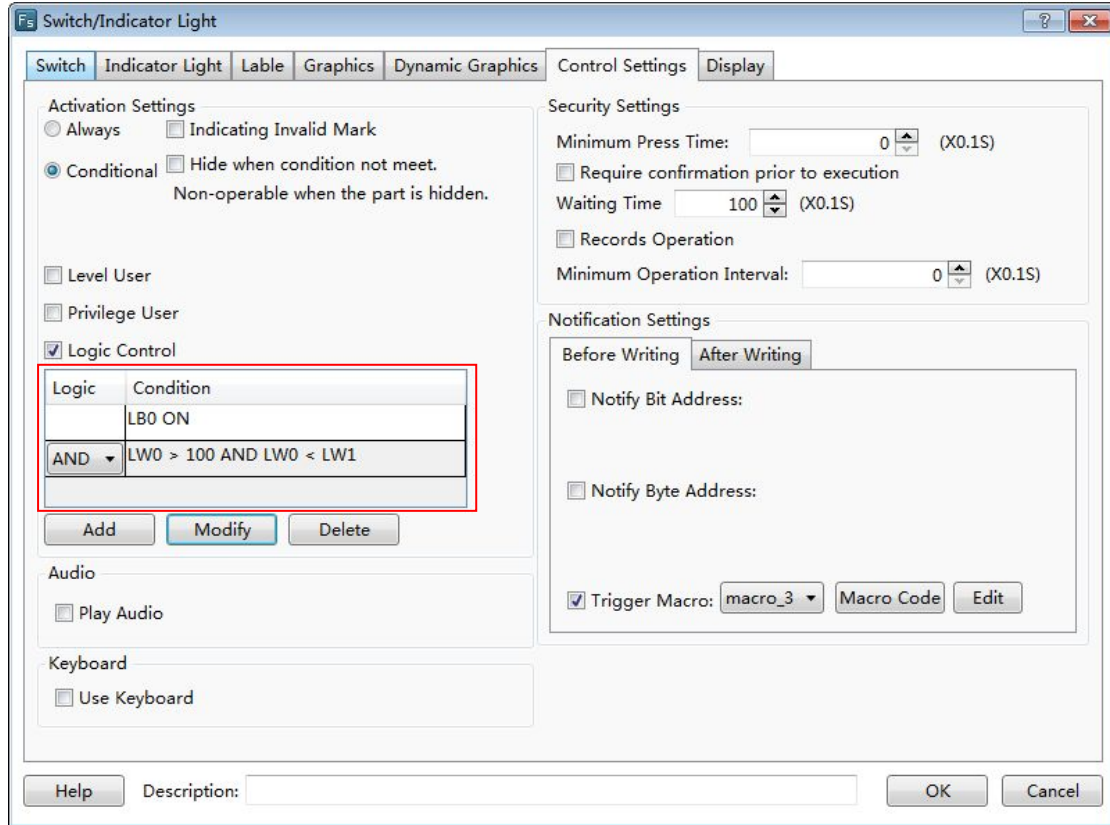 Fs Switch/Indicator Light
Switch Indicator Light Lable Graphics Dynamic Graphics Control Settings Display
Activation Settings
Always Indicating Invalid Mark
Conditional Hide when condition not meet.
Non-operable when the part is hidden.
Level User
Privilege User
Logic Control
Logic Condition
LB0 ON
AND LW0 > 100 AND LW0 < LW1
Add Modify Delete
Audio
Play Audio
Keyboard
Use Keyboard
Security Settings
Minimum Press Time: 0 (X0.1S)
Require confirmation prior to execution
Waiting Time 100 (X0.1S)
Records Operation
Minimum Operation Interval: 0 (X0.1S)
Notification Settings
Before Writing After Writing
Notify Bit Address:
Notify Byte Address:
Trigger Macro: macro_3 Macro Code Edit
Help Description: OK Cancel